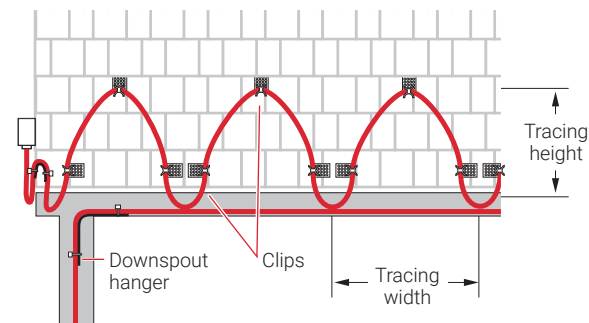 Tracing
height
Downspout
hanger
Clips
Tracing
width